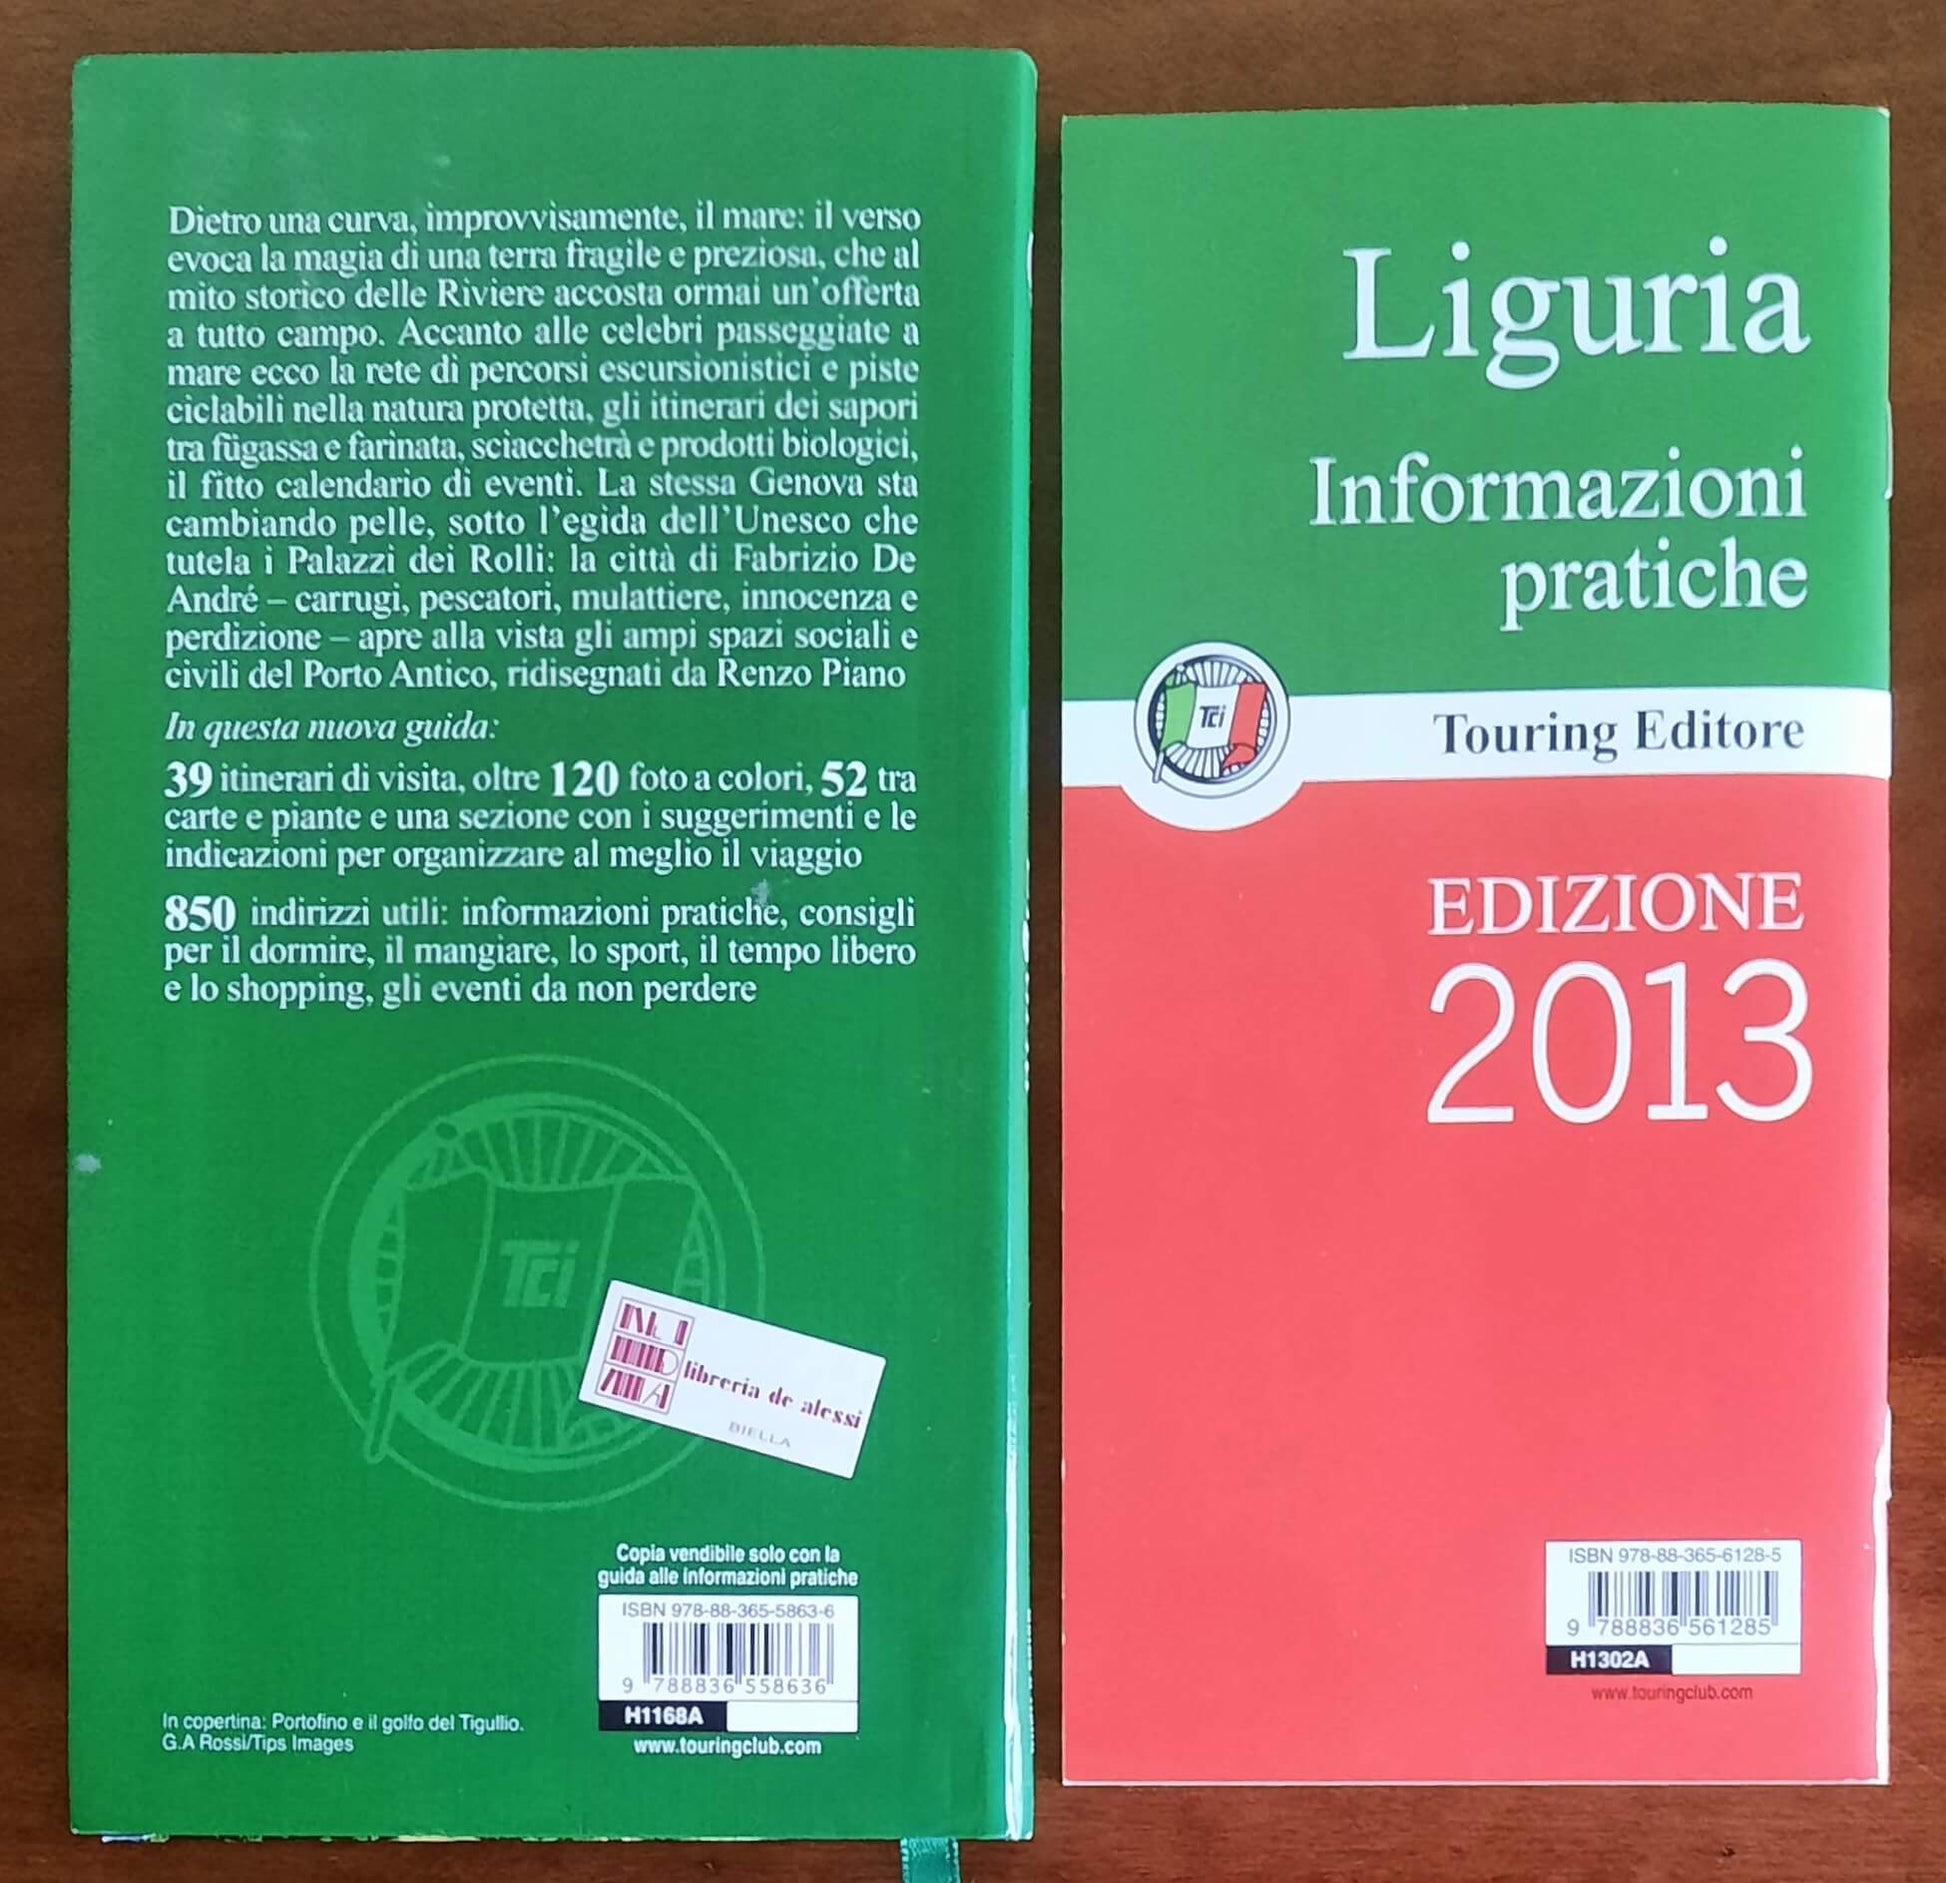 Dietro una curva, improvvisamente, il mare: il verso
evoca la magia di una terra fragile e preziosa, che al
mito storico delle Riviere accosta ormai un'offerta
a tutto campo. Accanto alle celebri passeggiate a
mare ecco la rete di percorsi escursionistici e piste
ciclabili nella natura protetta, gli itinerari dei sapori
tra fügassa e farinata, sciacchetrà e prodotti biologici,
il fitto calendario di eventi. La stessa Genova sta
cambiando pelle, sotto l'egida dell'Unesco che
tutela i Palazzi dei Rolli: la città di Fabrizio De
André – carrugi, pescatori, mulattiere, innocenza e
perdizione – apre alla vista gli ampi spazi sociali e
civili del Porto Antico, ridisegnati da Renzo Piano
In questa nuova guida:
39 itinerari di visita, oltre 120 foto a colori, 52 tra
carte e piante e una sezione con i suggerimenti e le
indicazioni per organizzare al meglio il viaggio
850 indirizzi utili: informazioni pratiche, consigli
per il dormire, il mangiare, lo sport, il tempo libero
e lo shopping, gli eventi da non perdere
Tci
libreria de alessi
BIELLA
Copia vendibile solo con la
guida alle informazioni pratiche
ISBN 978-88-365-5863-6
9 788836 558636
H1168A
www.touringclub.com
In copertina: Portofino e il golfo del Tigullio.
G.A Rossi/Tips Images
Liguria
Informazioni
pratiche
Tci
Touring Editore
EDIZIONE
2013
ISBN 978-88-365-6128-5
9 788836 561285
H1302A
www.touringclub.com